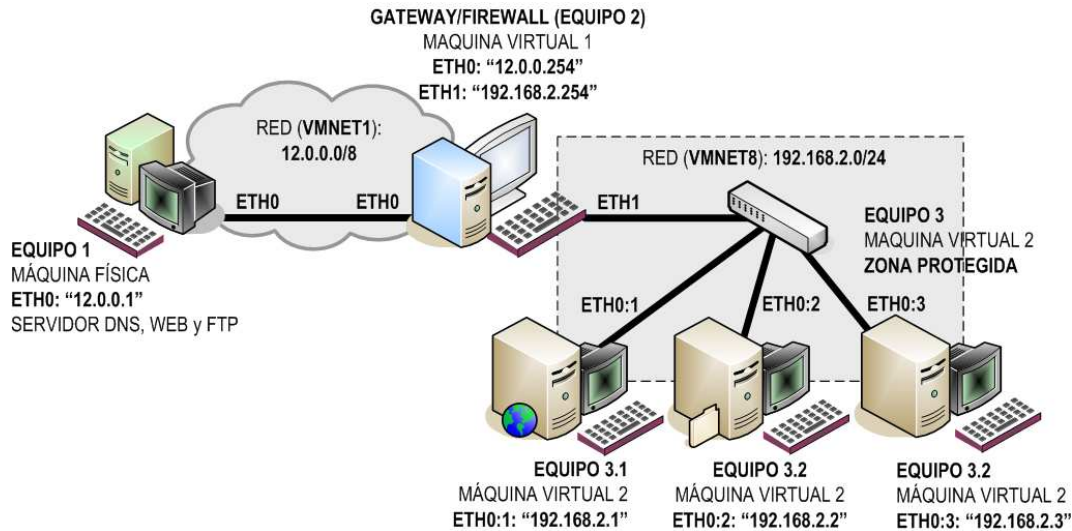 GATEWAY/FIREWALL (EQUIPO 2)
MAQUINA VIRTUAL 1
ETH0: “12.0.0.254”
ETH1: “192.168.2.254”
RED (VMNET1):
12.0.0.0/8
ETH0
ETH0
EQUIPO 1
MÁQUINA FÍSICA
ETH0: “12.0.0.1”
SERVIDOR DNS, WEB y FTP
RED (VMNET8): 192.168.2.0/24
ETH1
EQUIPO 3
MAQUINA VIRTUAL 2
ZONA PROTEGIDA
ETH0:1
ETH0:2
ETH0:3
EQUIPO 3.1
MÁQUINA VIRTUAL 2
ETH0:1: “192.168.2.1”
EQUIPO 3.2
MÁQUINA VIRTUAL 2
ETH0:2: “192.168.2.2”
EQUIPO 3.2
MÁQUINA VIRTUAL 2
ETH0:3: “192.168.2.3”